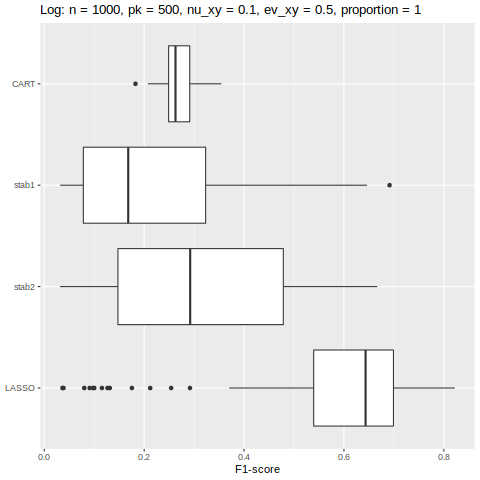 Log: n = 1000, pk = 500, nu_xy = 0.1, ev_xy = 0.5, proportion = 1
CART
stab1
stab2
LASSO
0.0 0.2 0.4 0.6 0.8
F1-score